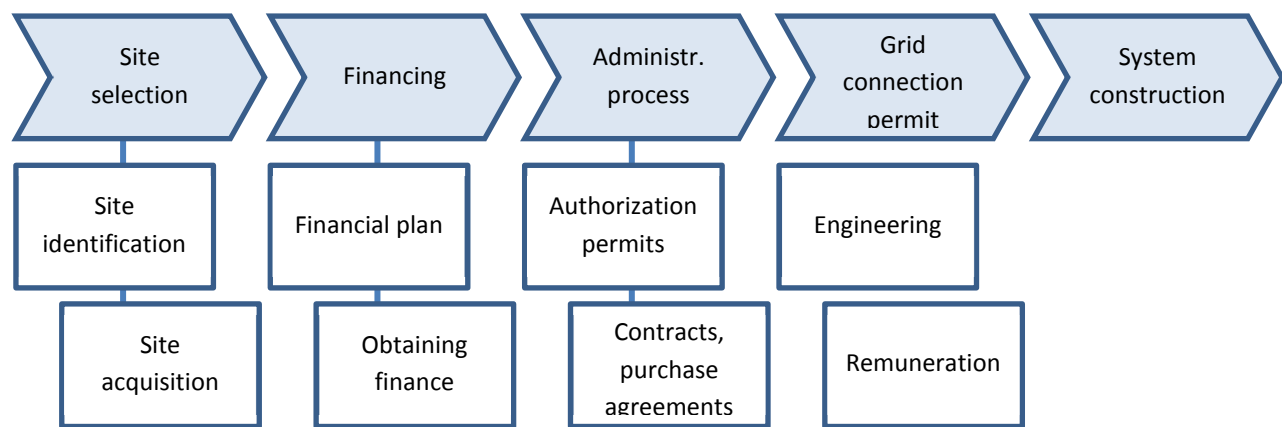 Site
selection
Financing
Administr.
process
Grid
connection
permit
System
construction
Site
identification
Financial plan
Authorization
permits
Engineering
Site
acquisition
Obtaining
finance
Contracts,
purchase
agreements
Remuneration